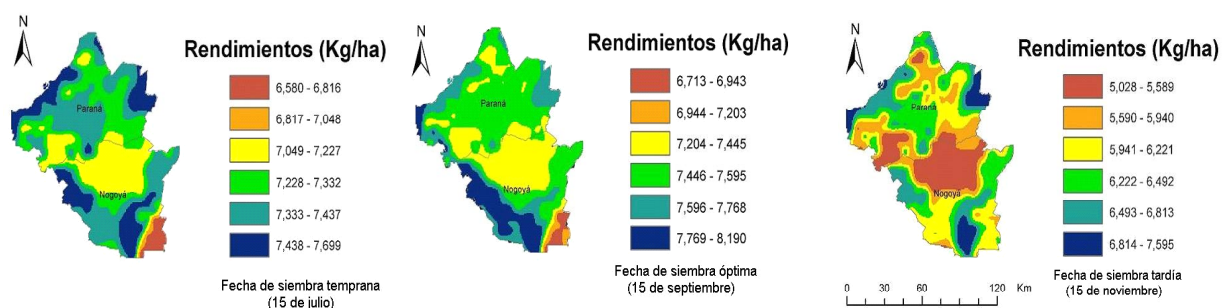 N
Rendimientos (Kg/ha)
6,580 - 6,816
6,817 - 7,048
7,049 - 7,227
7,228 - 7,332
7,333 - 7,437
7,438 - 7,699
Paraná
Nogoyá
Fecha de siembra temprana
(15 de julio)
N
Rendimientos (Kg/ha)
6,713 - 6,943
6,944 - 7,203
7,204 - 7,445
7,446 - 7,595
7,596 - 7,768
7,769 - 8,190
Paraná
Nogoyá
Fecha de siembra óptima
(15 de septiembre)
N
Rendimientos (Kg/ha)
5,028 - 5,589
5,590 - 5,940
5,941 - 6,221
6,222 - 6,492
6,493 - 6,813
6,814 - 7,595
Paraná
Nogoyá
Fecha de siembra tardía
(15 de noviembre)
0 30 60 120 Km